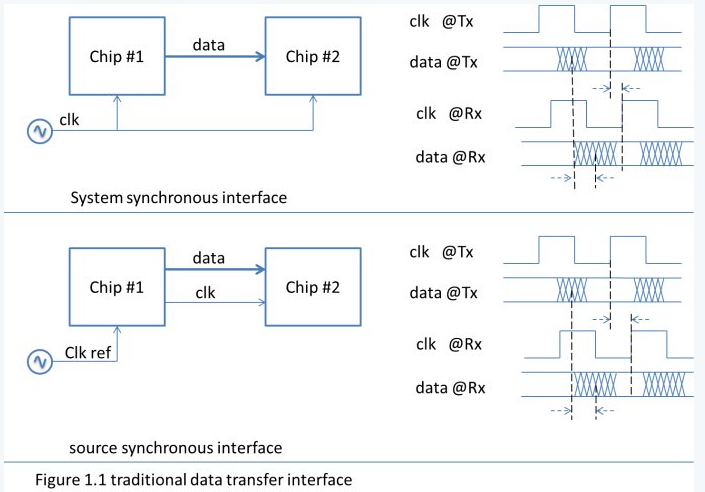 Chip #1
data
Chip #2
clk
clk @Tx
data @Tx
clk @Rx
data @Rx
System synchronous interface
Chip #1
data
clk
Chip #2
Clk ref
clk @Tx
data @Tx
clk @Rx
data @Rx
source synchronous interface
Figure 1.1 traditional data transfer interface